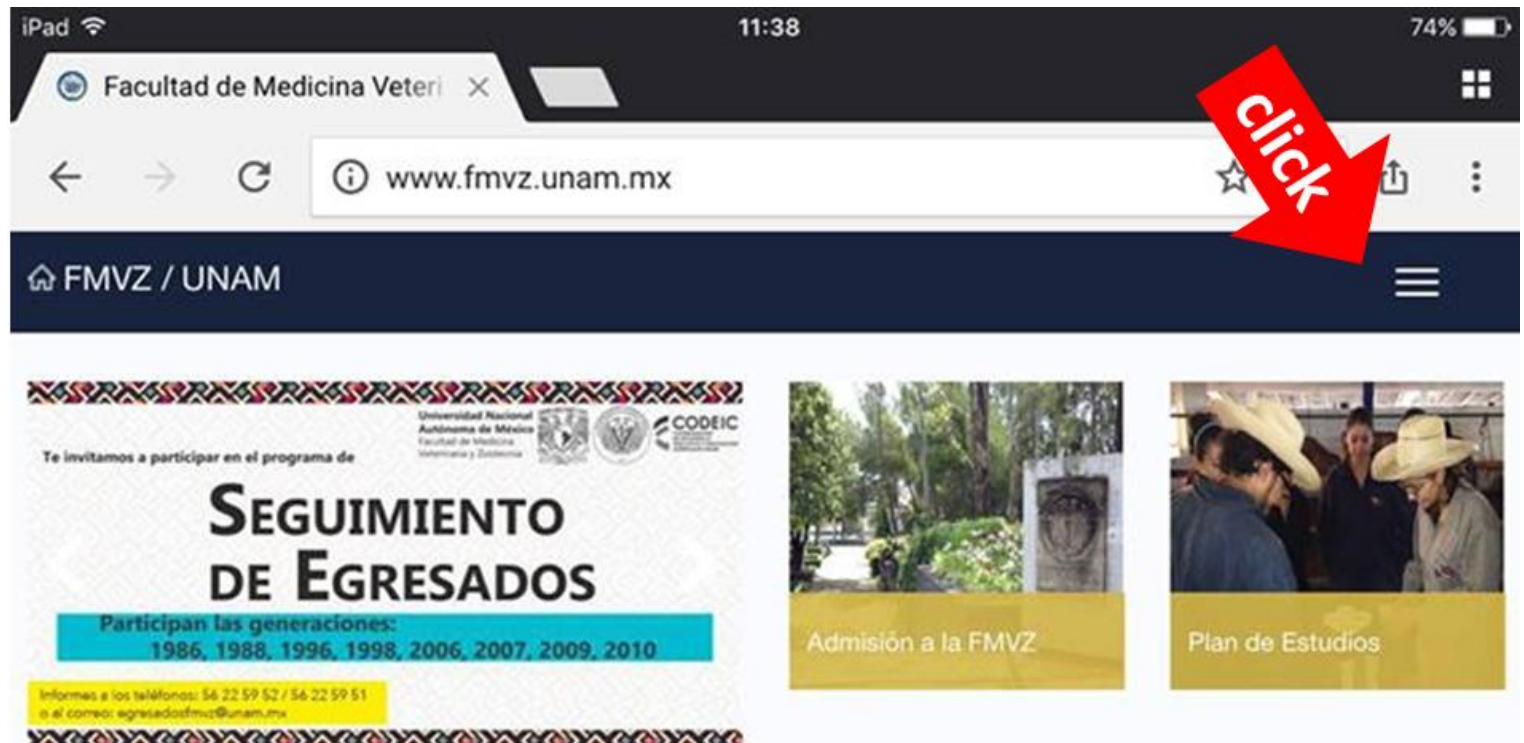 iPad 11:38 74%
Facultad de Medicina Veteri
www.fmvz.unam.mx
click
FMVZ / UNAM
Universidad Nacional
Autónoma de México
Facultad de Medicina
Veterinaria y Zootecnia
CODEIC
Te invitamos a participar en el programa de
SEGUIMIENTO
DE EGRESADOS
Participan las generaciones:
1986, 1988, 1996, 1998, 2006, 2007, 2009, 2010
Informes a los teléfonos: 56 22 59 52 / 56 22 59 51
o al correo: egresadosfmvz@unam.mx
Admisión a la FMVZ
Plan de Estudios